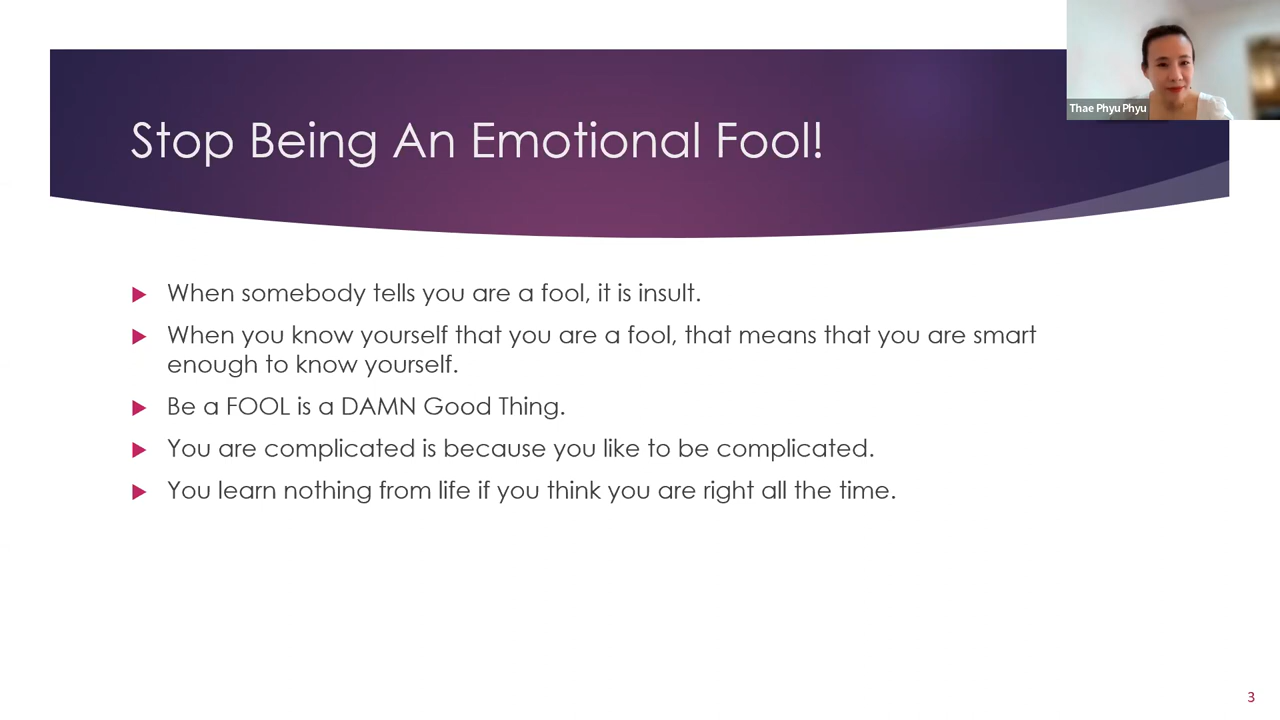 Thae Phyu Phyu
Stop Being An Emotional Fool!
When somebody tells you are a fool, it is insult.
When you know yourself that you are a fool, that means that you are smart
enough to know yourself.
Be a FOOL is a DAMN Good Thing.
You are complicated is because you like to be complicated.
You learn nothing from life if you think you are right all the time.
3